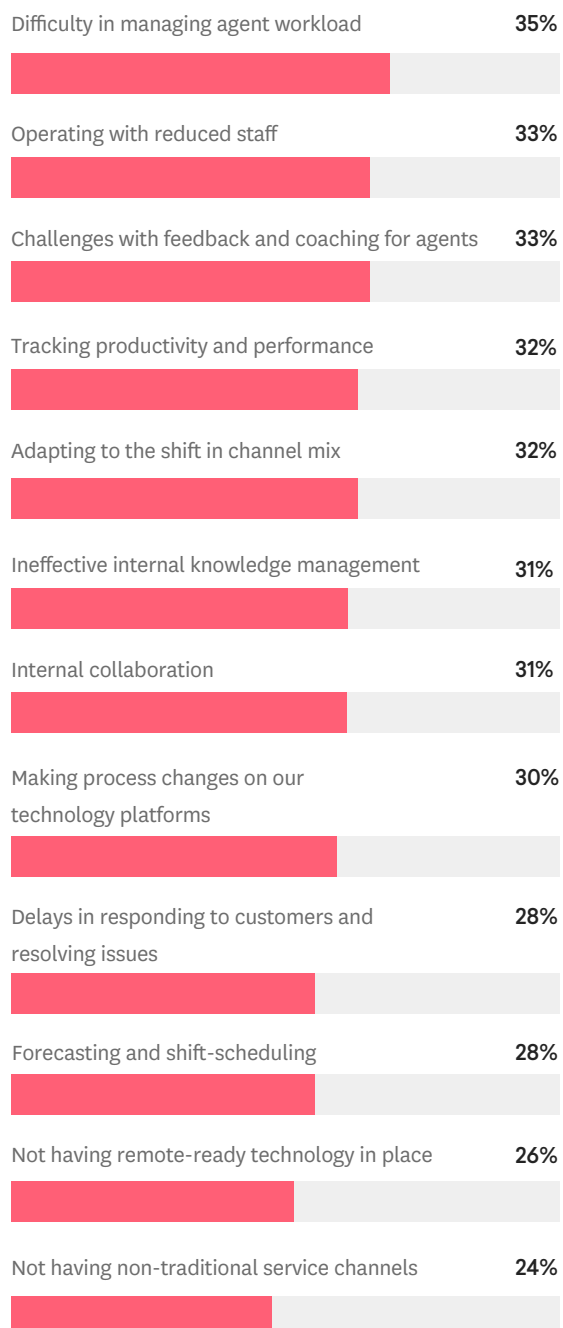 Difficulty in managing agent workload 35%
Operating with reduced staff 33%
Challenges with feedback and coaching for agents 33%
Tracking productivity and performance 32%
Adapting to the shift in channel mix 32%
Ineffective internal knowledge management 31%
Internal collaboration 31%
Making process changes on our 30%
technology platforms
Delays in responding to customers and 28%
resolving issues
Forecasting and shift-scheduling 28%
Not having remote-ready technology in place 26%
Not having non-traditional service channels 24%